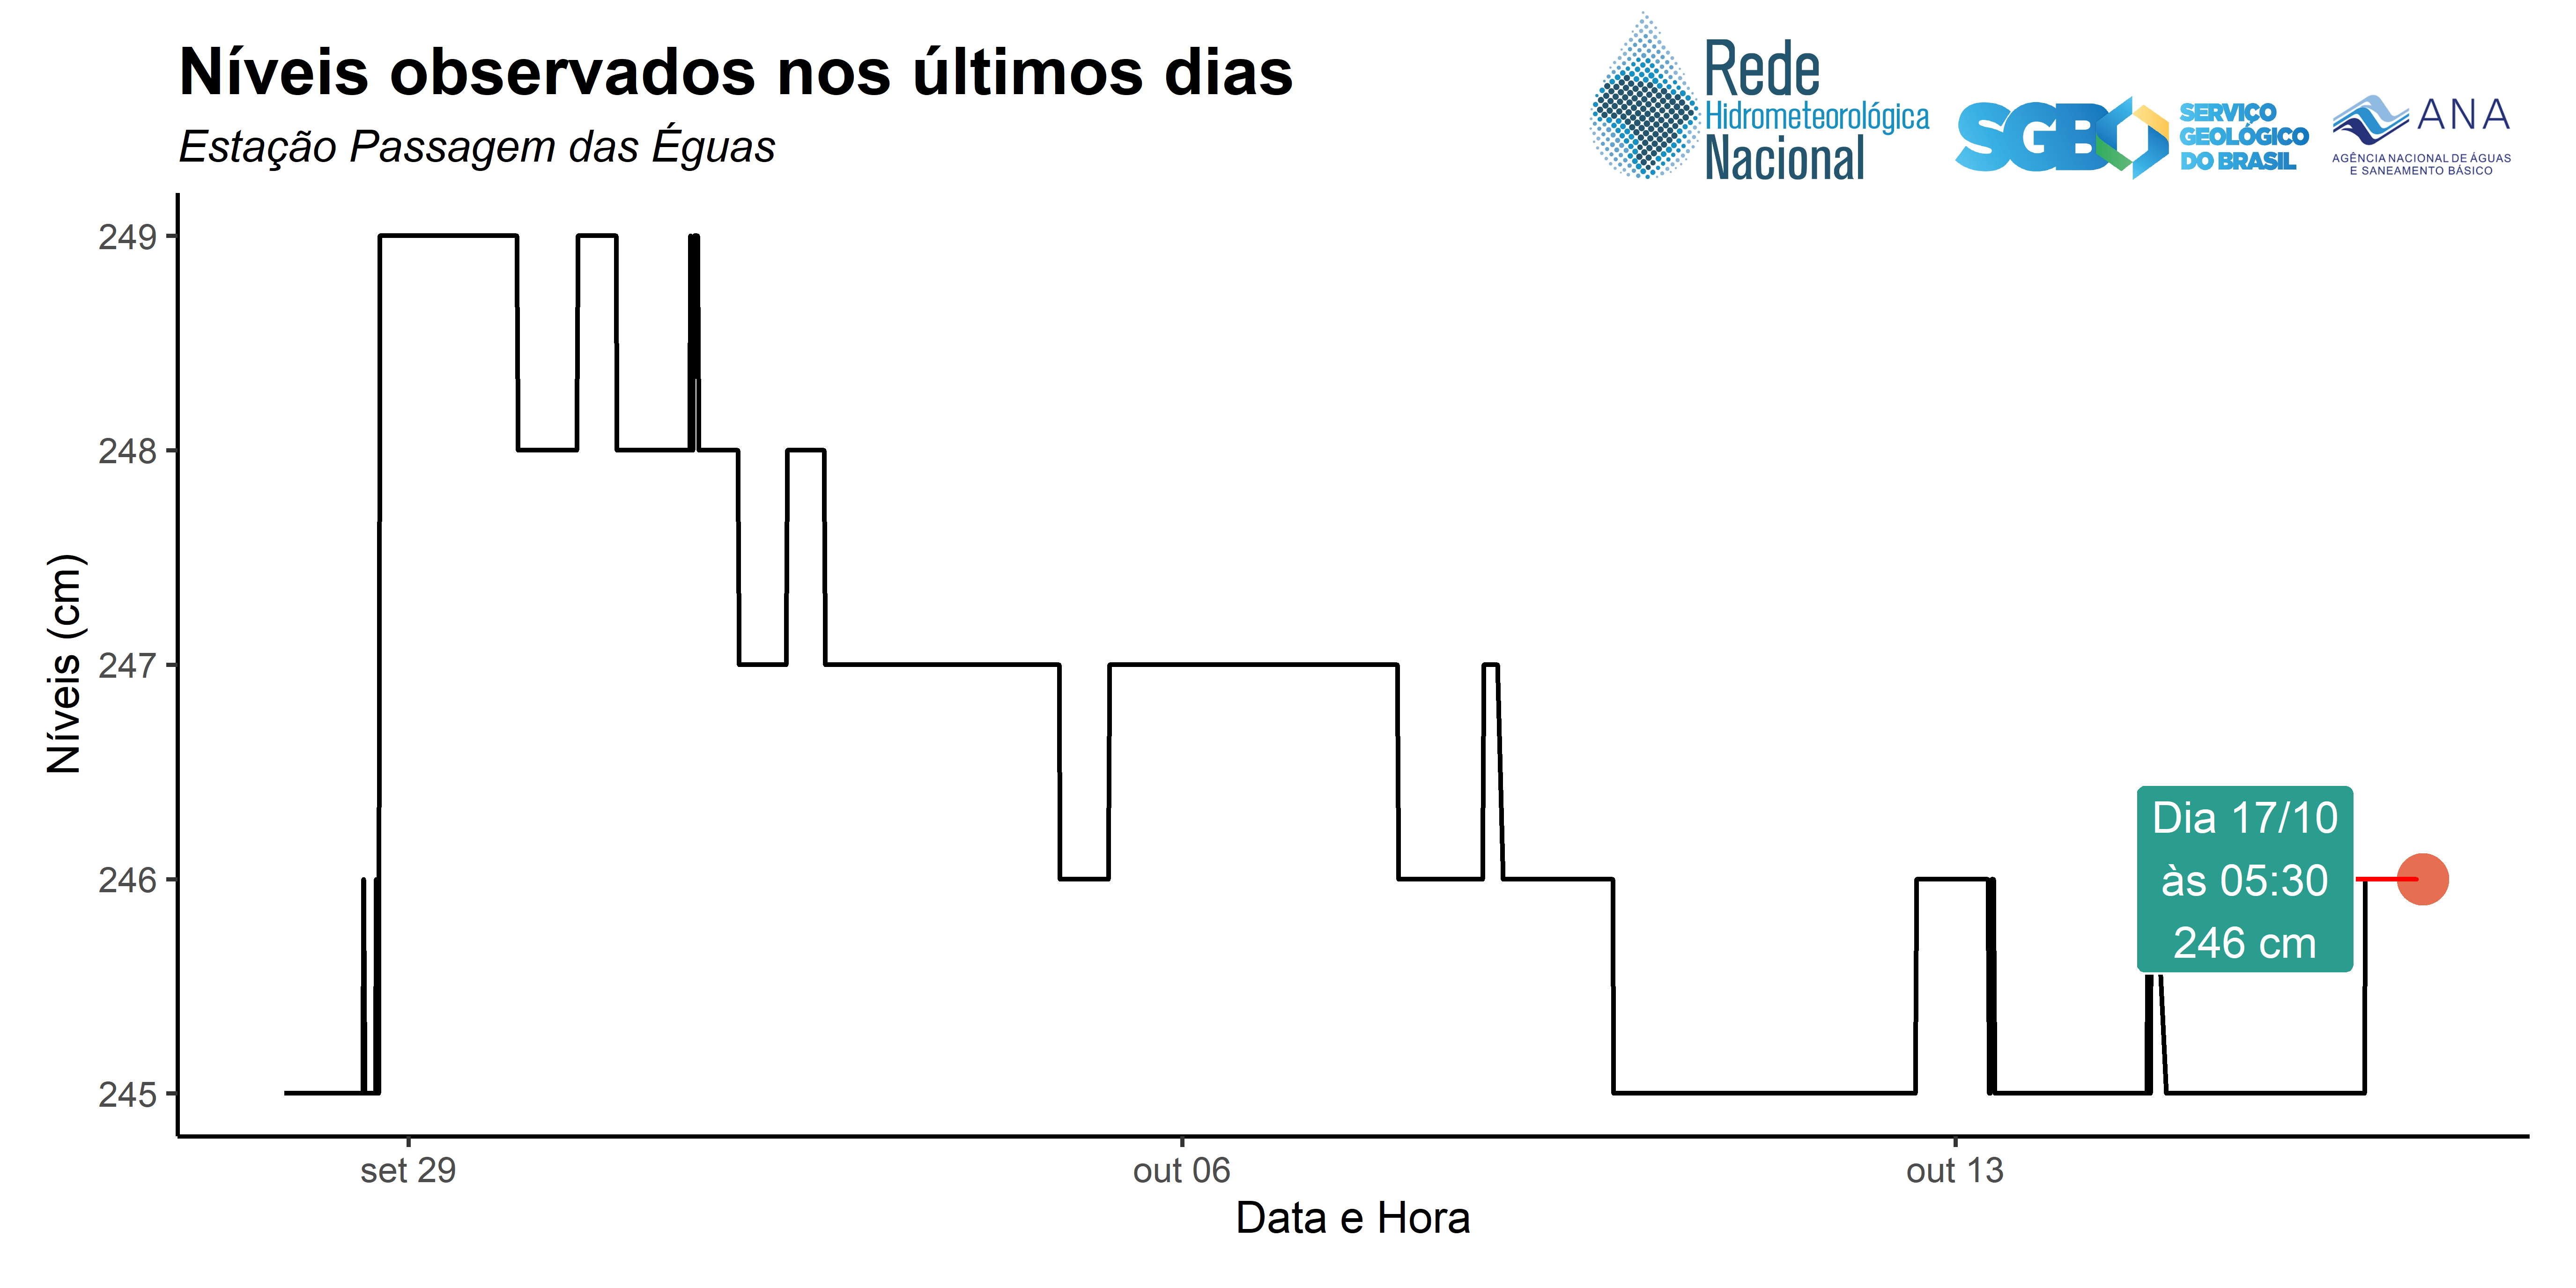 Níveis observados nos últimos dias
Estação Passagem das Éguas
Rede
Hidrometeorológica
Nacional
SGB
SERVIÇO
GEOLÓGICO
DO BRASIL
ANA
AGÊNCIA NACIONAL DE ÁGUAS
E SANEAMENTO BÁSICO
Níveis (cm)
249
248
247
246
245
Dia 17/10
às 05:30
246 cm
set 29
out 06
out 13
Data e Hora